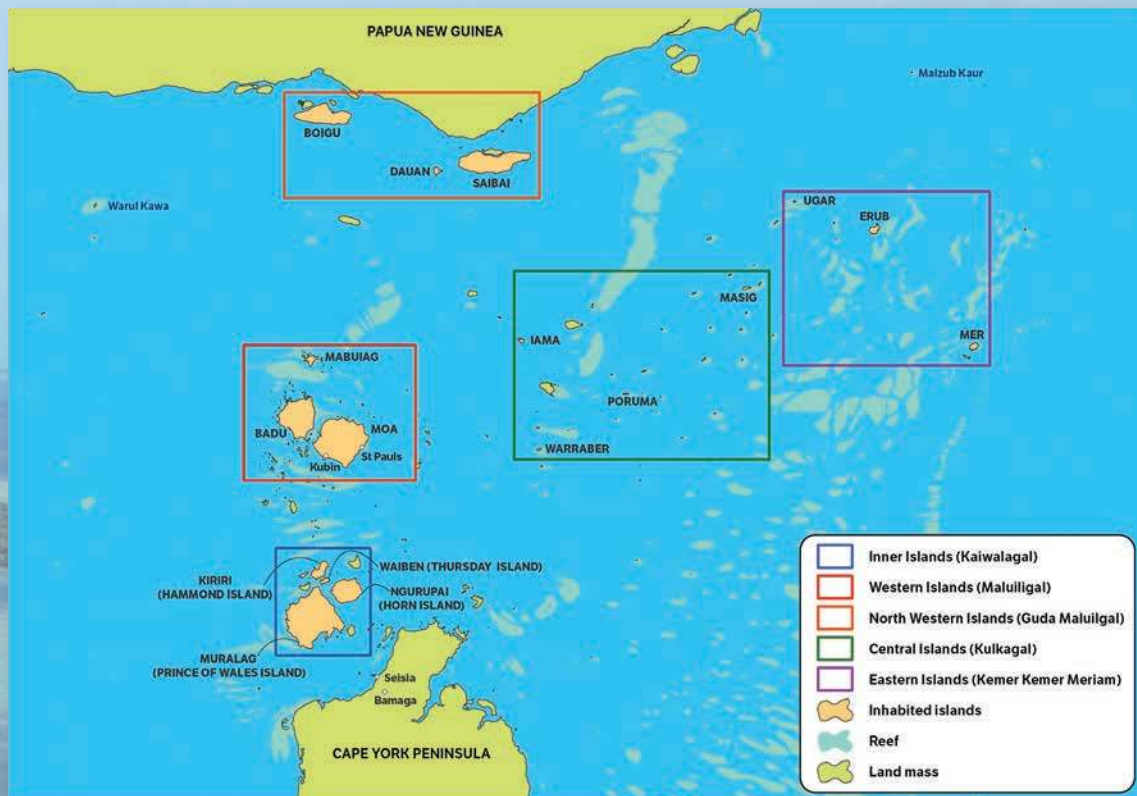 PAPUA NEW GUINEA
Malzub Kaur
BOIGU
DAUAN
SAIBAI
Warul Kawa
UGAR
ERUB
MASIG
IAMA
MER
MABUIAG
PORUMA
BADU
MOA
WARRABER
St Pauls
Kubin
WAIBEN (THURSDAY ISLAND)
KIRIRI
(HAMMOND ISLAND)
NGURUPAI
(HORN ISLAND)
MURALAG
(PRINCE OF WALES ISLAND)
Seisia
Bamaga
CAPE YORK PENINSULA
Inner Islands (Kaiwalagal)
Western Islands (Maluiligal)
North Western Islands (Guda Maluilgal)
Central Islands (Kulkagal)
Eastern Islands (Kemer Kemer Meriam)
Inhabited islands
Reef
Land mass